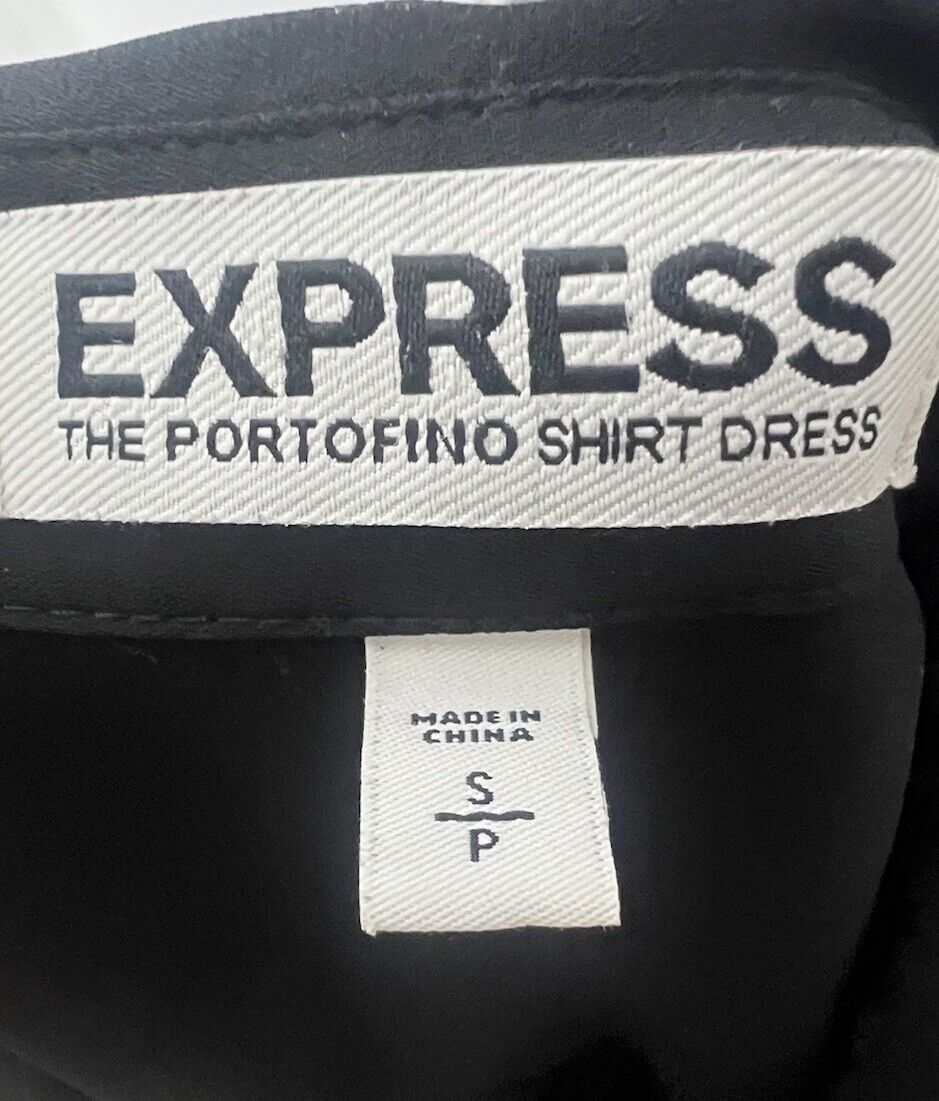 EXPRESS
THE PORTOFINO SHIRT DRESS
MADE IN
CHINA
S
P